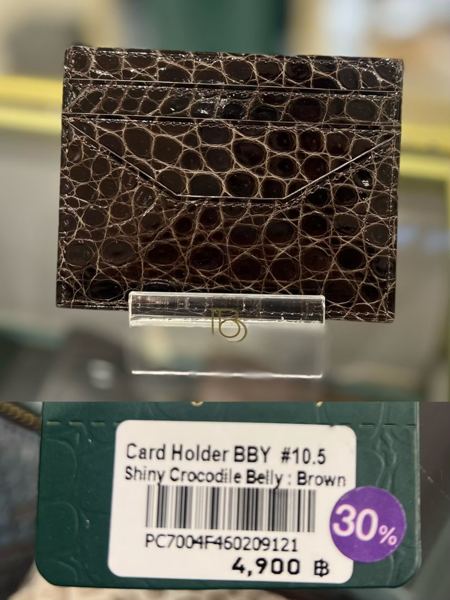 Card Holder BBY #10.5
Shiny Crocodile Belly : Brown
PC7004F460209121
4,900 ฿
30%